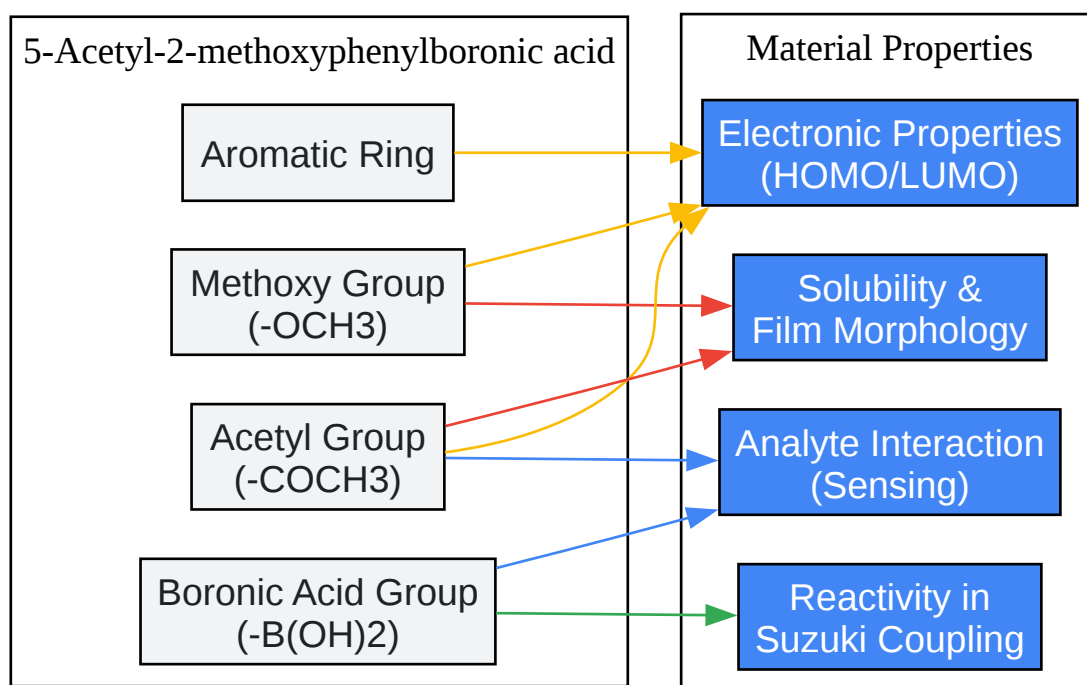 5-Acetyl-2-methoxyphenylboronic acid
Aromatic Ring
Methoxy Group
(-OCH3)
Acetyl Group
(-COCH3)
Boronic Acid Group
(-B(OH)2)
Material Properties
Electronic Properties
(HOMO/LUMO)
Solubility &
Film Morphology
Analyte Interaction
(Sensing)
Reactivity in
Suzuki Coupling